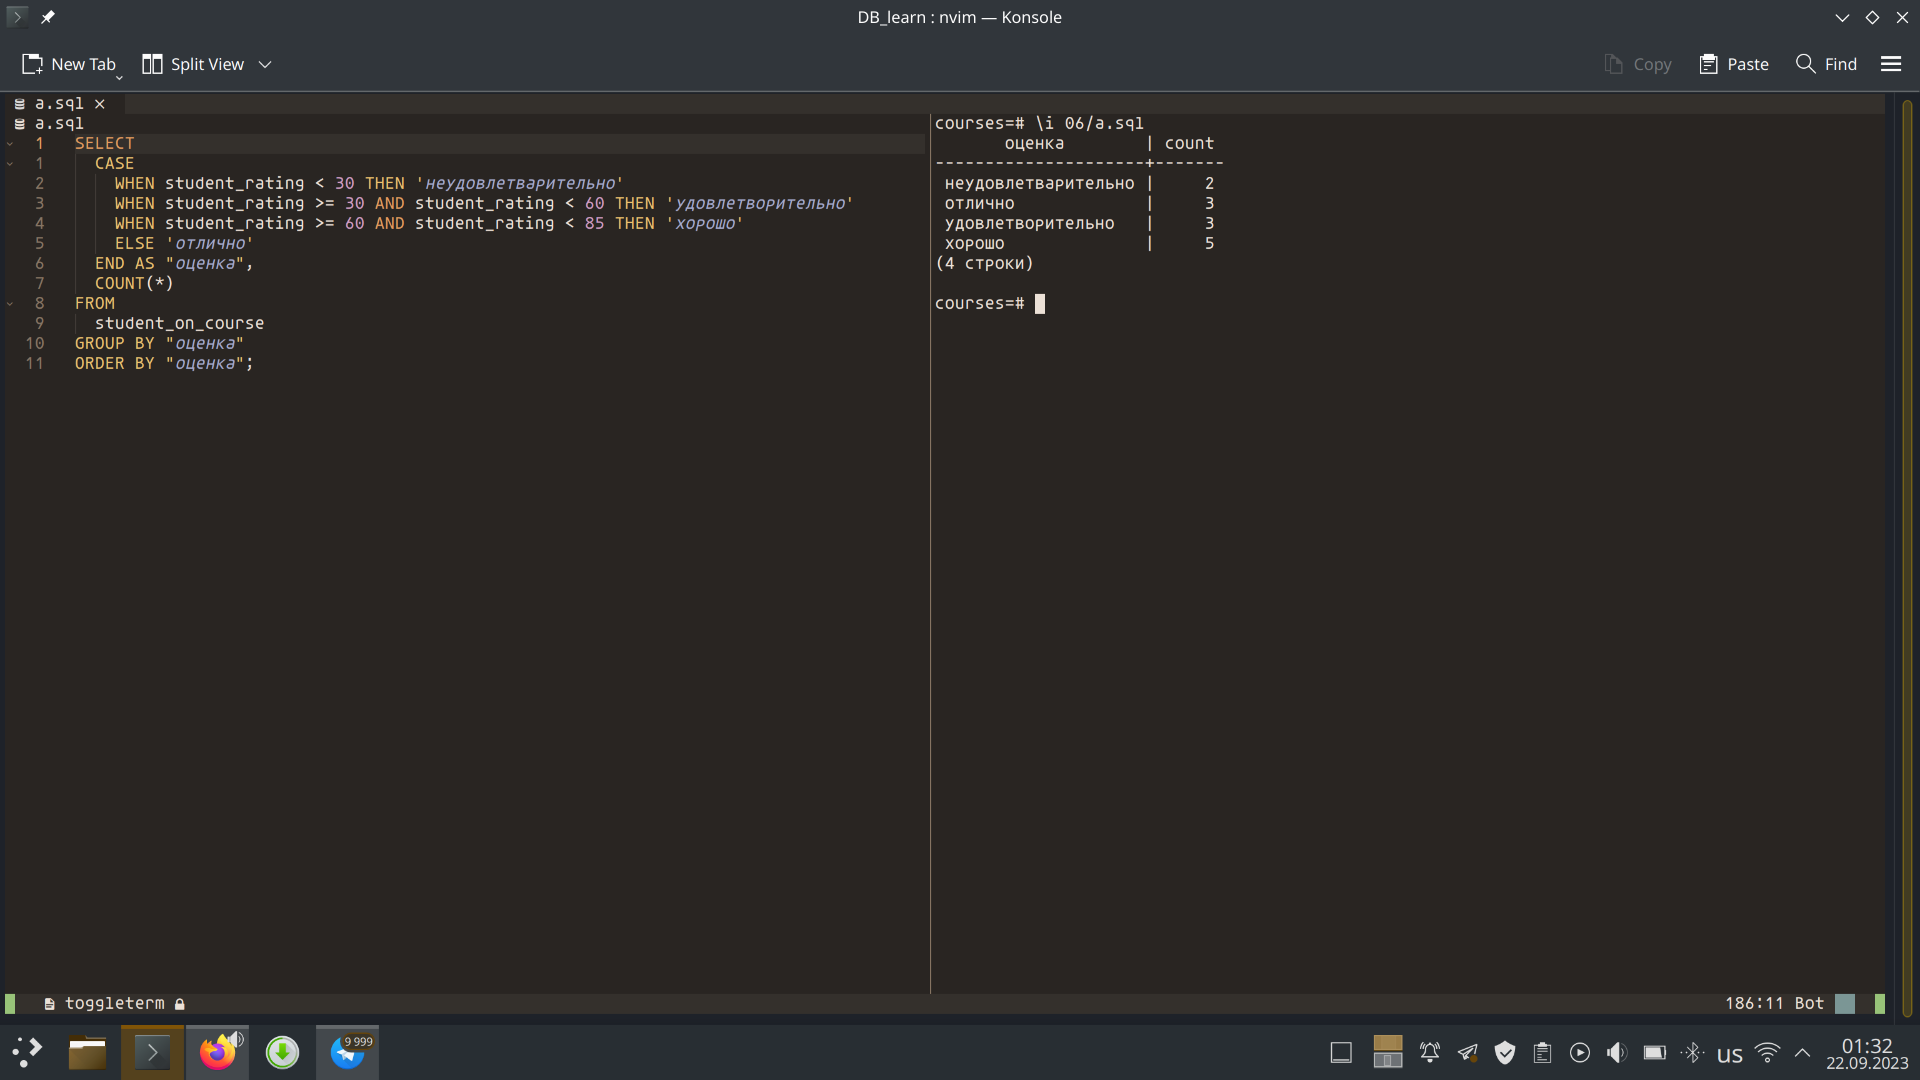 DB_learn : nvim — Konsole
New Tab
Split View
Copy
Paste
Find
a.sql ×
a.sql
1 SELECT
1 CASE
2 WHEN student_rating < 30 THEN 'неудовлетварительно'
3 WHEN student_rating >= 30 AND student_rating < 60 THEN 'удовлетворительно'
4 WHEN student_rating >= 60 AND student_rating < 85 THEN 'хорошо'
5 ELSE 'отлично'
6 END AS "оценка",
7 COUNT(*)
8 FROM
9 student_on_course
10 GROUP BY "оценка"
11 ORDER BY "оценка";
courses=# \i 06/a.sql
оценка | count
---------------------+-------
неудовлетварительно | 2
отлично | 3
удовлетворительно | 3
хорошо | 5
(4 строки)
courses=#
toggleterm
186:11 Bot
9 999
us
01:32
22.09.2023